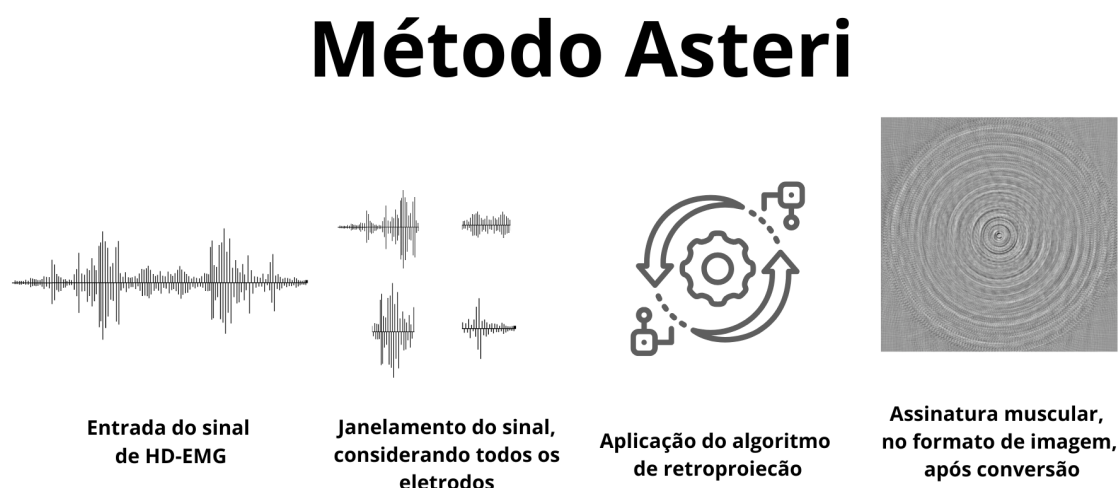 Método Asteri
Entrada do sinal
de HD-EMG
Janelamento do sinal,
considerando todos os
eletrodos
Aplicação do algoritmo
de retroproiecão
Assinatura muscular,
no formato de imagem,
após conversão